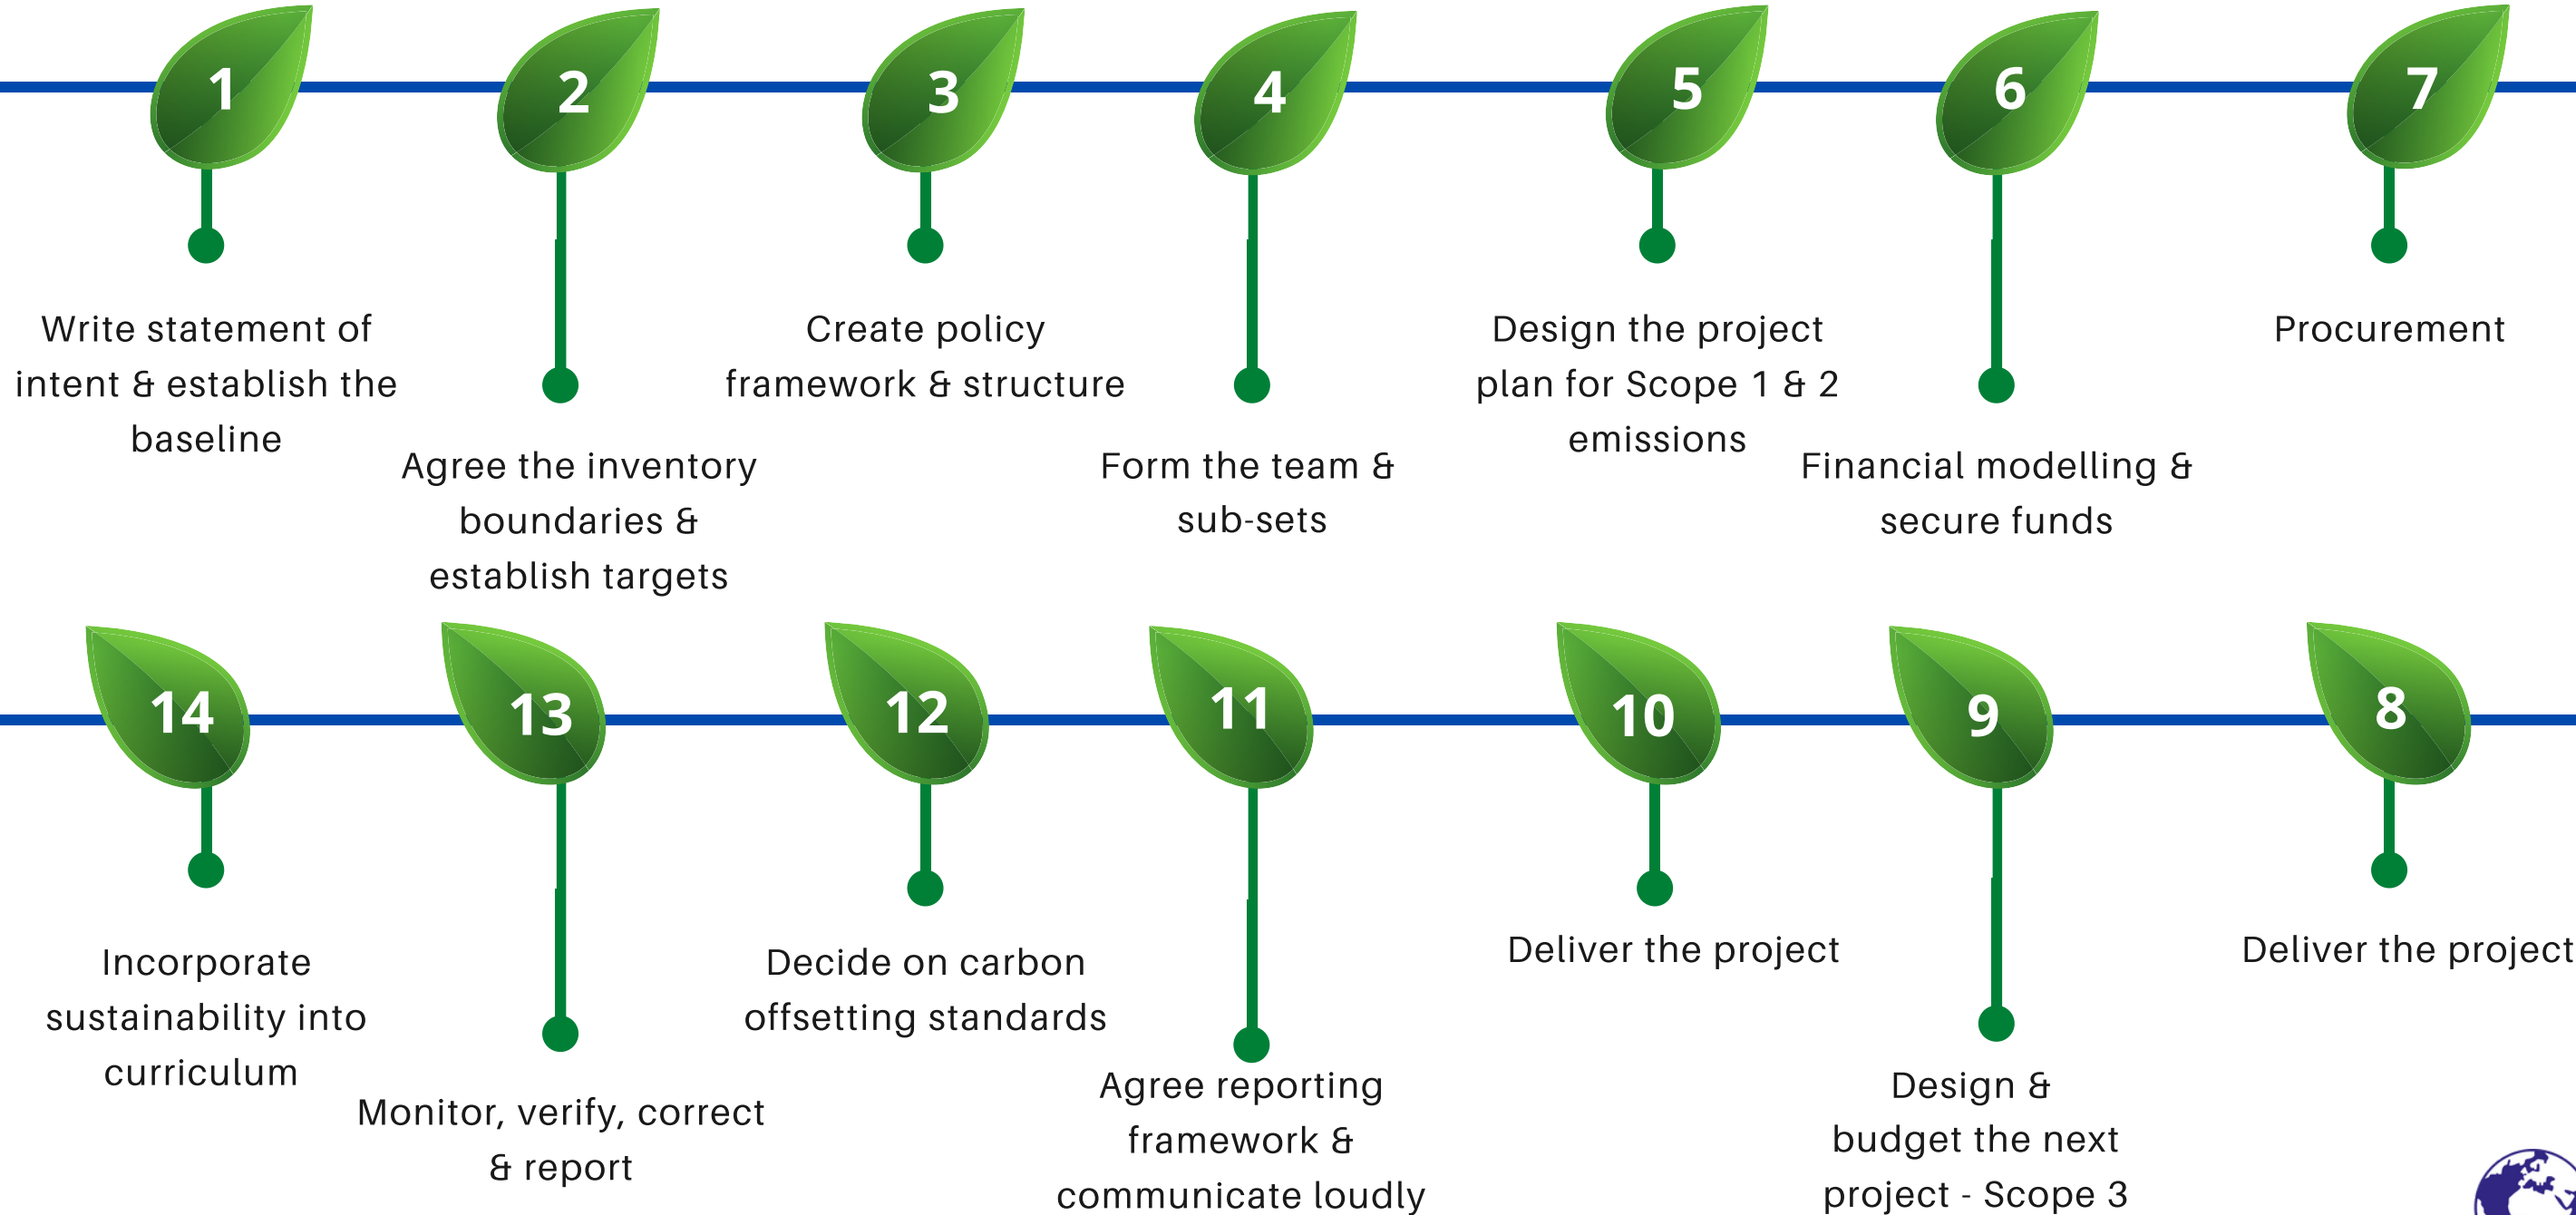 1
Write statement of
intent & establish the
baseline
2
Agree the inventory
boundaries &
establish targets
3
Create policy
framework & structure
4
Form the team &
sub-sets
5
Design the project
plan for Scope 1 & 2
emissions
6
Financial modelling &
secure funds
7
Procurement
8
Deliver the project
9
Design &
budget the next
project - Scope 3
10
Deliver the project
11
Agree reporting
framework &
communicate loudly
12
Decide on carbon
offsetting standards
13
Monitor, verify, correct
& report
14
Incorporate
sustainability into
curriculum